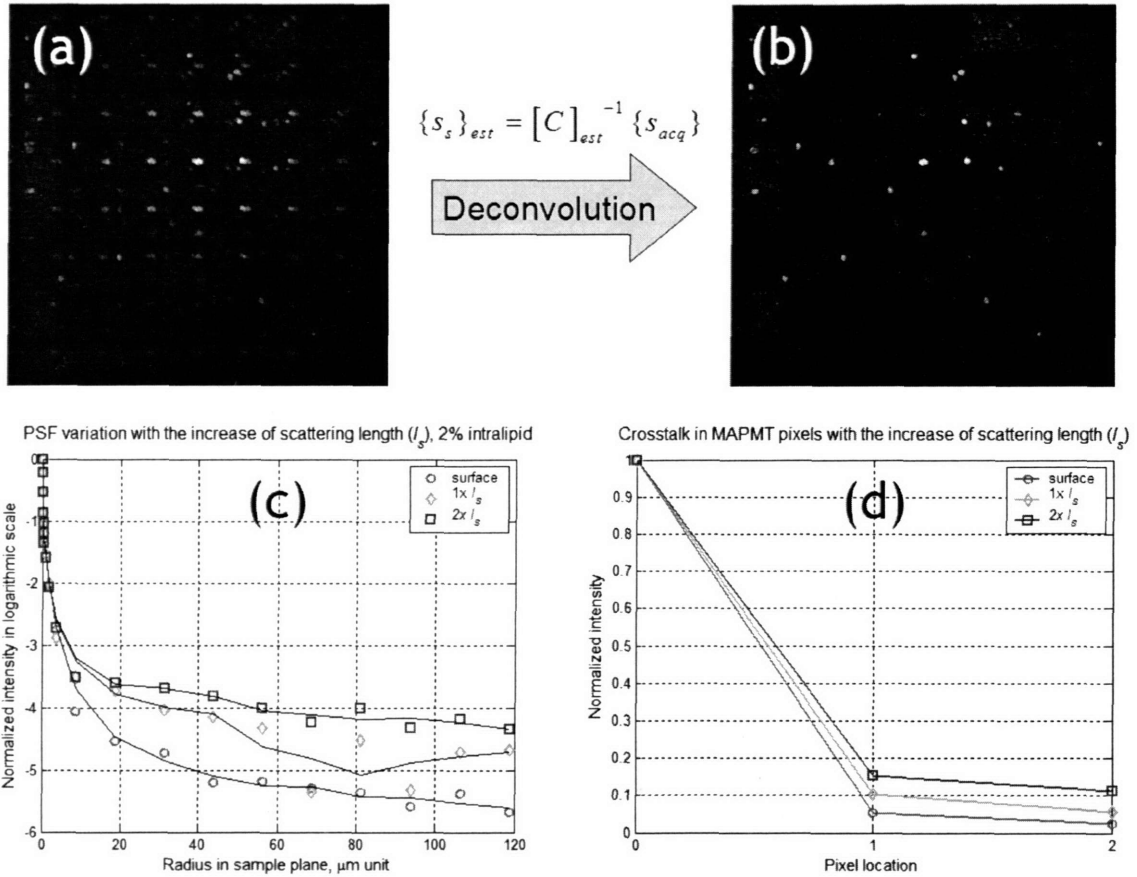 (a)
(b)
{s_s}_est = [C]_est^-1 {s_acq}
Deconvolution
PSF variation with the increase of scattering length (l_s), 2% intralipid
(c)
surface
1x l_s
2x l_s
0
-1
-2
-3
-4
-5
-6
Normalized intensity in logarithmic scale
0 20 40 60 80 100 120
Radius in sample plane, μm unit
Crosstalk in MAPMT pixels with the increase of scattering length (l_s)
(d)
surface
1x l_s
2x l_s
1
0.9
0.8
0.7
0.6
0.5
0.4
0.3
0.2
0.1
0
Normalized intensity
0 1 2
Pixel location